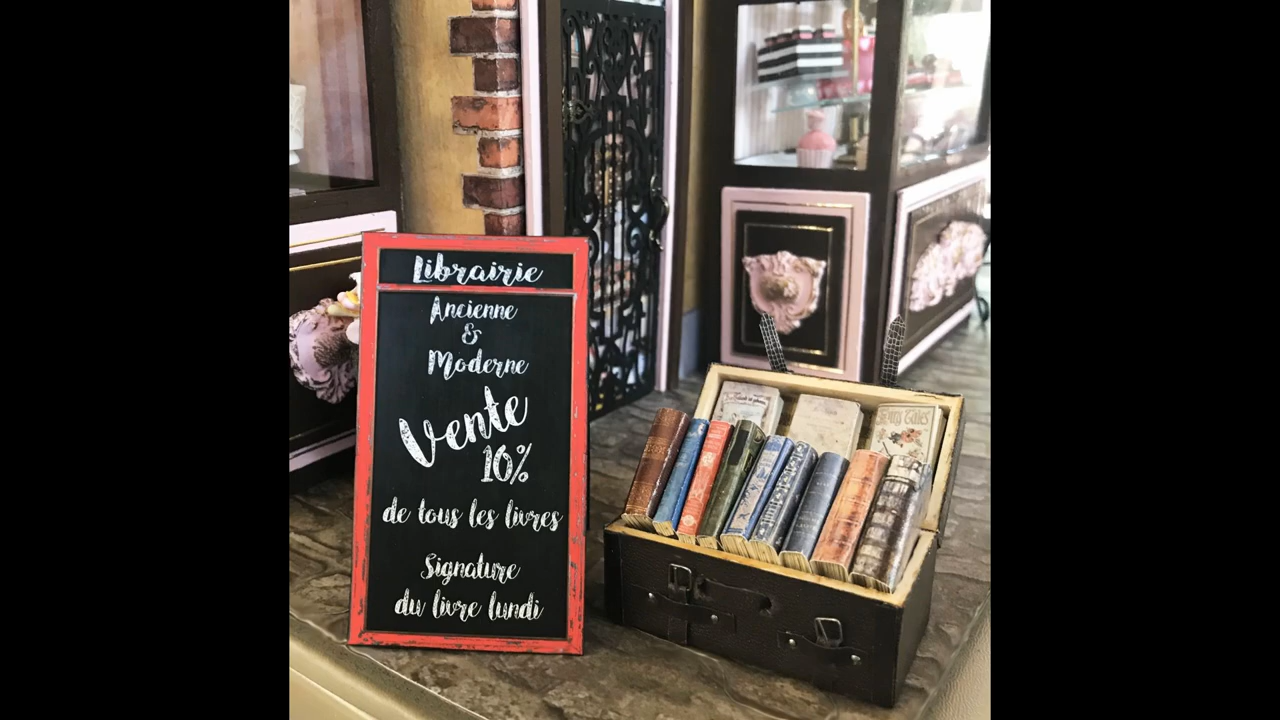 Librairie
Ancienne
&
Moderne
Vente
10%
de tous les livres
Signature
du livre lundi